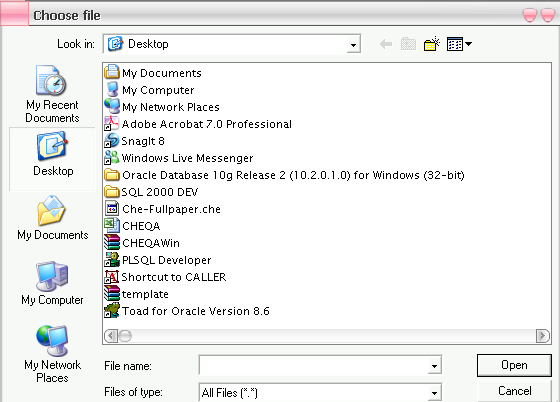 Choose file
Look in:
Desktop
My Recent
Documents
Desktop
My Documents
My Computer
My Network
Places
My Documents
My Computer
My Network Places
Adobe Acrobat 7.0 Professional
SnagIt 8
Windows Live Messenger
Oracle Database 10g Release 2 (10.2.0.1.0) for Windows (32-bit)
SQL 2000 DEV
Che-Fullpaper.che
CHEQA
CHEQAWin
PLSQL Developer
Shortcut to CALLER
template
Toad for Oracle Version 8.6
File name:
Open
Files of type:
All Files (*.*)
Cancel